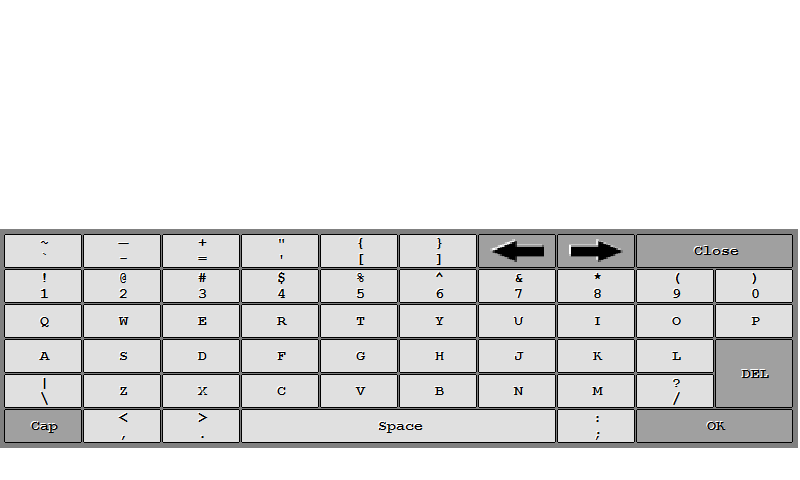 ~ — + " { }
` - = ' [ ] Close
! @ # $ % ^ & * ( )
1 2 3 4 5 6 7 8 9 0
Q W E R T Y U I O P
A S D F G H J K L
DEL
| ?
\ Z X C V B N M /
< > :
Cap Space OK
, . ;